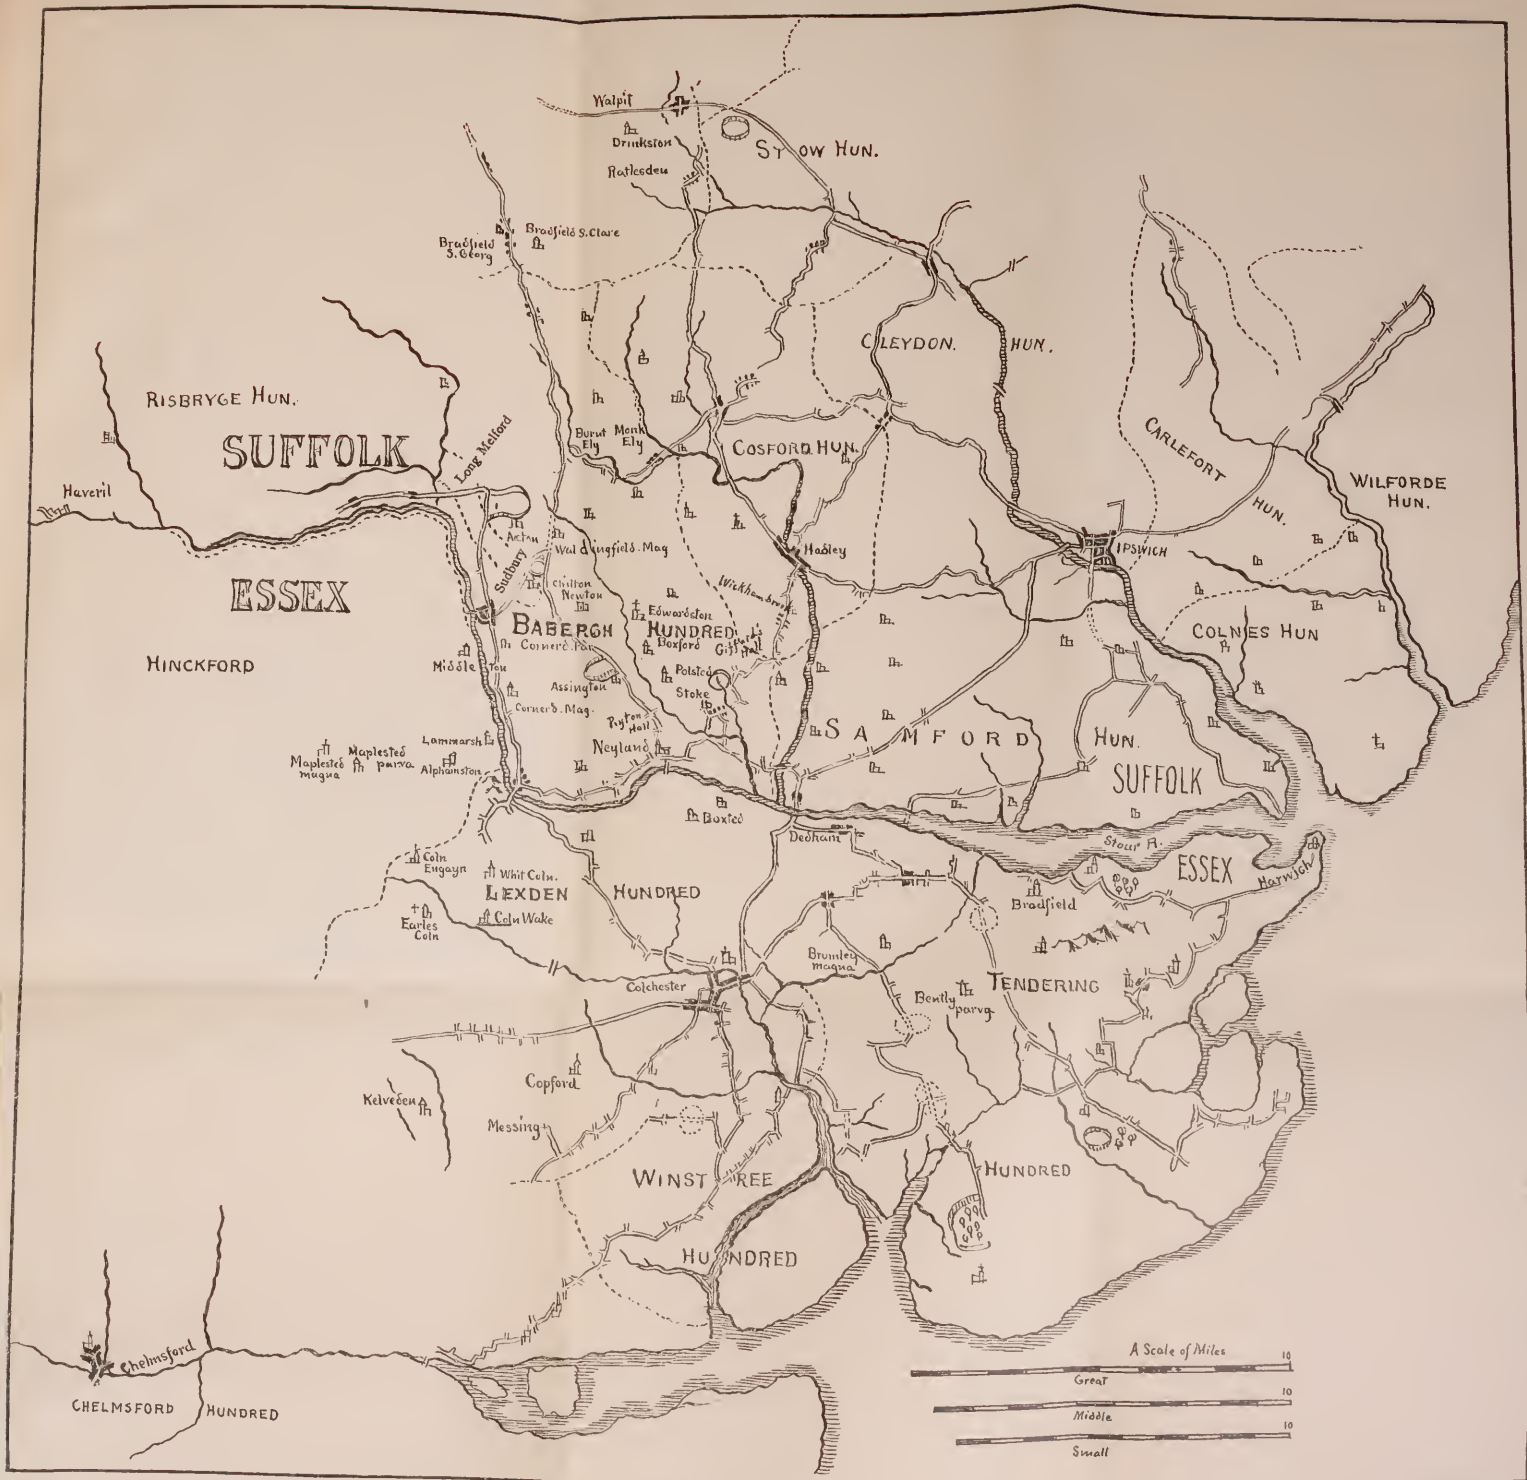 Walpit
Drinkston
Ratlesden
STOW HUN.
Bradfield
S. Georg
Bradfield S. Clare
CLEYDON. HUN.
RISBRYGE HUN.
SUFFOLK
Long Melford
Burnt
Ely
Monk
Ely
COSFORD HUN.
CARLEFORT
HUN.
WILFORDE
HUN.
Haveril
Acton
Waldingfield. Mag
Hadley
IPSWICH
ESSEX
Sudbury
Chilton
Newton
Wickhambrook
Edwardston
BABERGH HUNDRED
Cornerd. Par
Boxford
Giffords
Hall
COLNIES HUN
HINCKFORD
Middleton
Assington
Polsted
Stoke
Cornerd. Mag.
Neyland
SAMFORD HUN.
Lammarsh
Maplested
magna
Maplested
parva
Alphamston
SUFFOLK
Boxted
Dedham
Stour R.
ESSEX
Harwich
Coln
Engayn
Whit Coln.
LEXDEN HUNDRED
Coln Wake
Earles
Coln
Bradfield
Brumley
magna
Colchester
TENDERING
Bently
parva
Copford
Kelveden
Messing
WINSTREE
HUNDRED
HUNDRED
Chelmsford
CHELMSFORD HUNDRED
A Scale of Miles
10
Great
10
Middle
10
Small